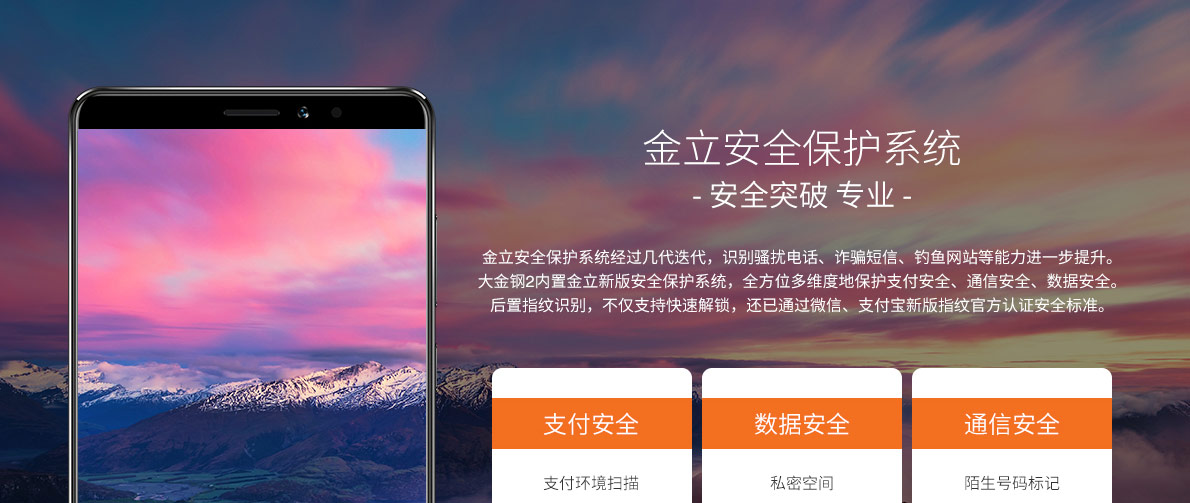 金立安全保护系统
- 安全突破 专业 -
金立安全保护系统经过几代迭代，识别骚扰电话、诈骗短信、钓鱼网站等能力进一步提升。
大金钢2内置金立新版安全保护系统，全方位多维度地保护支付安全、通信安全、数据安全。
后置指纹识别，不仅支持快速解锁，还已通过微信、支付宝新版指纹官方认证安全标准。
支付安全 数据安全 通信安全
支付环境扫描 私密空间 陌生号码标记